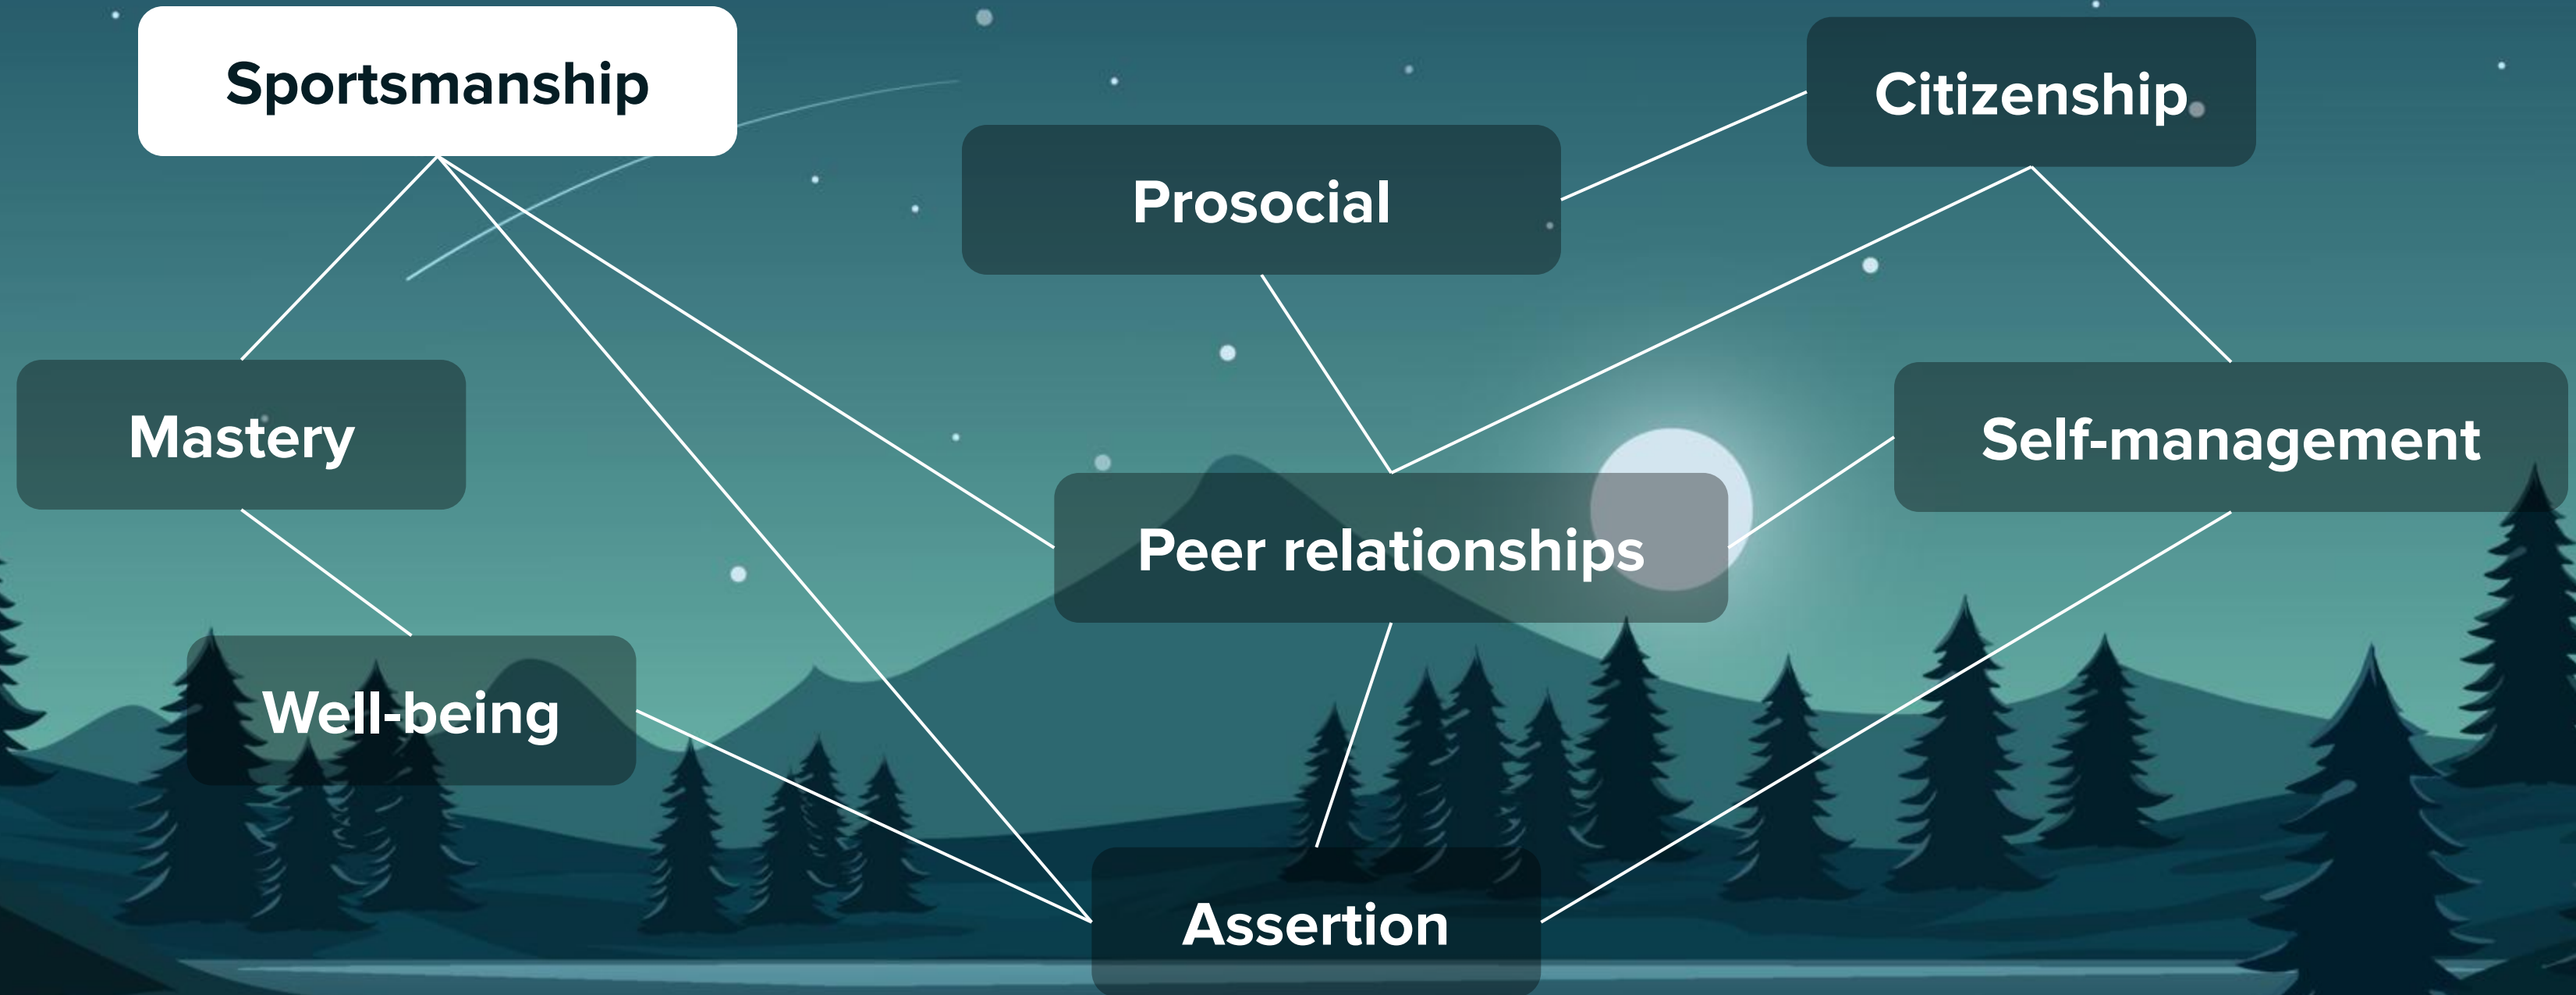 Sportsmanship
Citizenship
Prosocial
Mastery
Self-management
Peer relationships
Well-being
Assertion